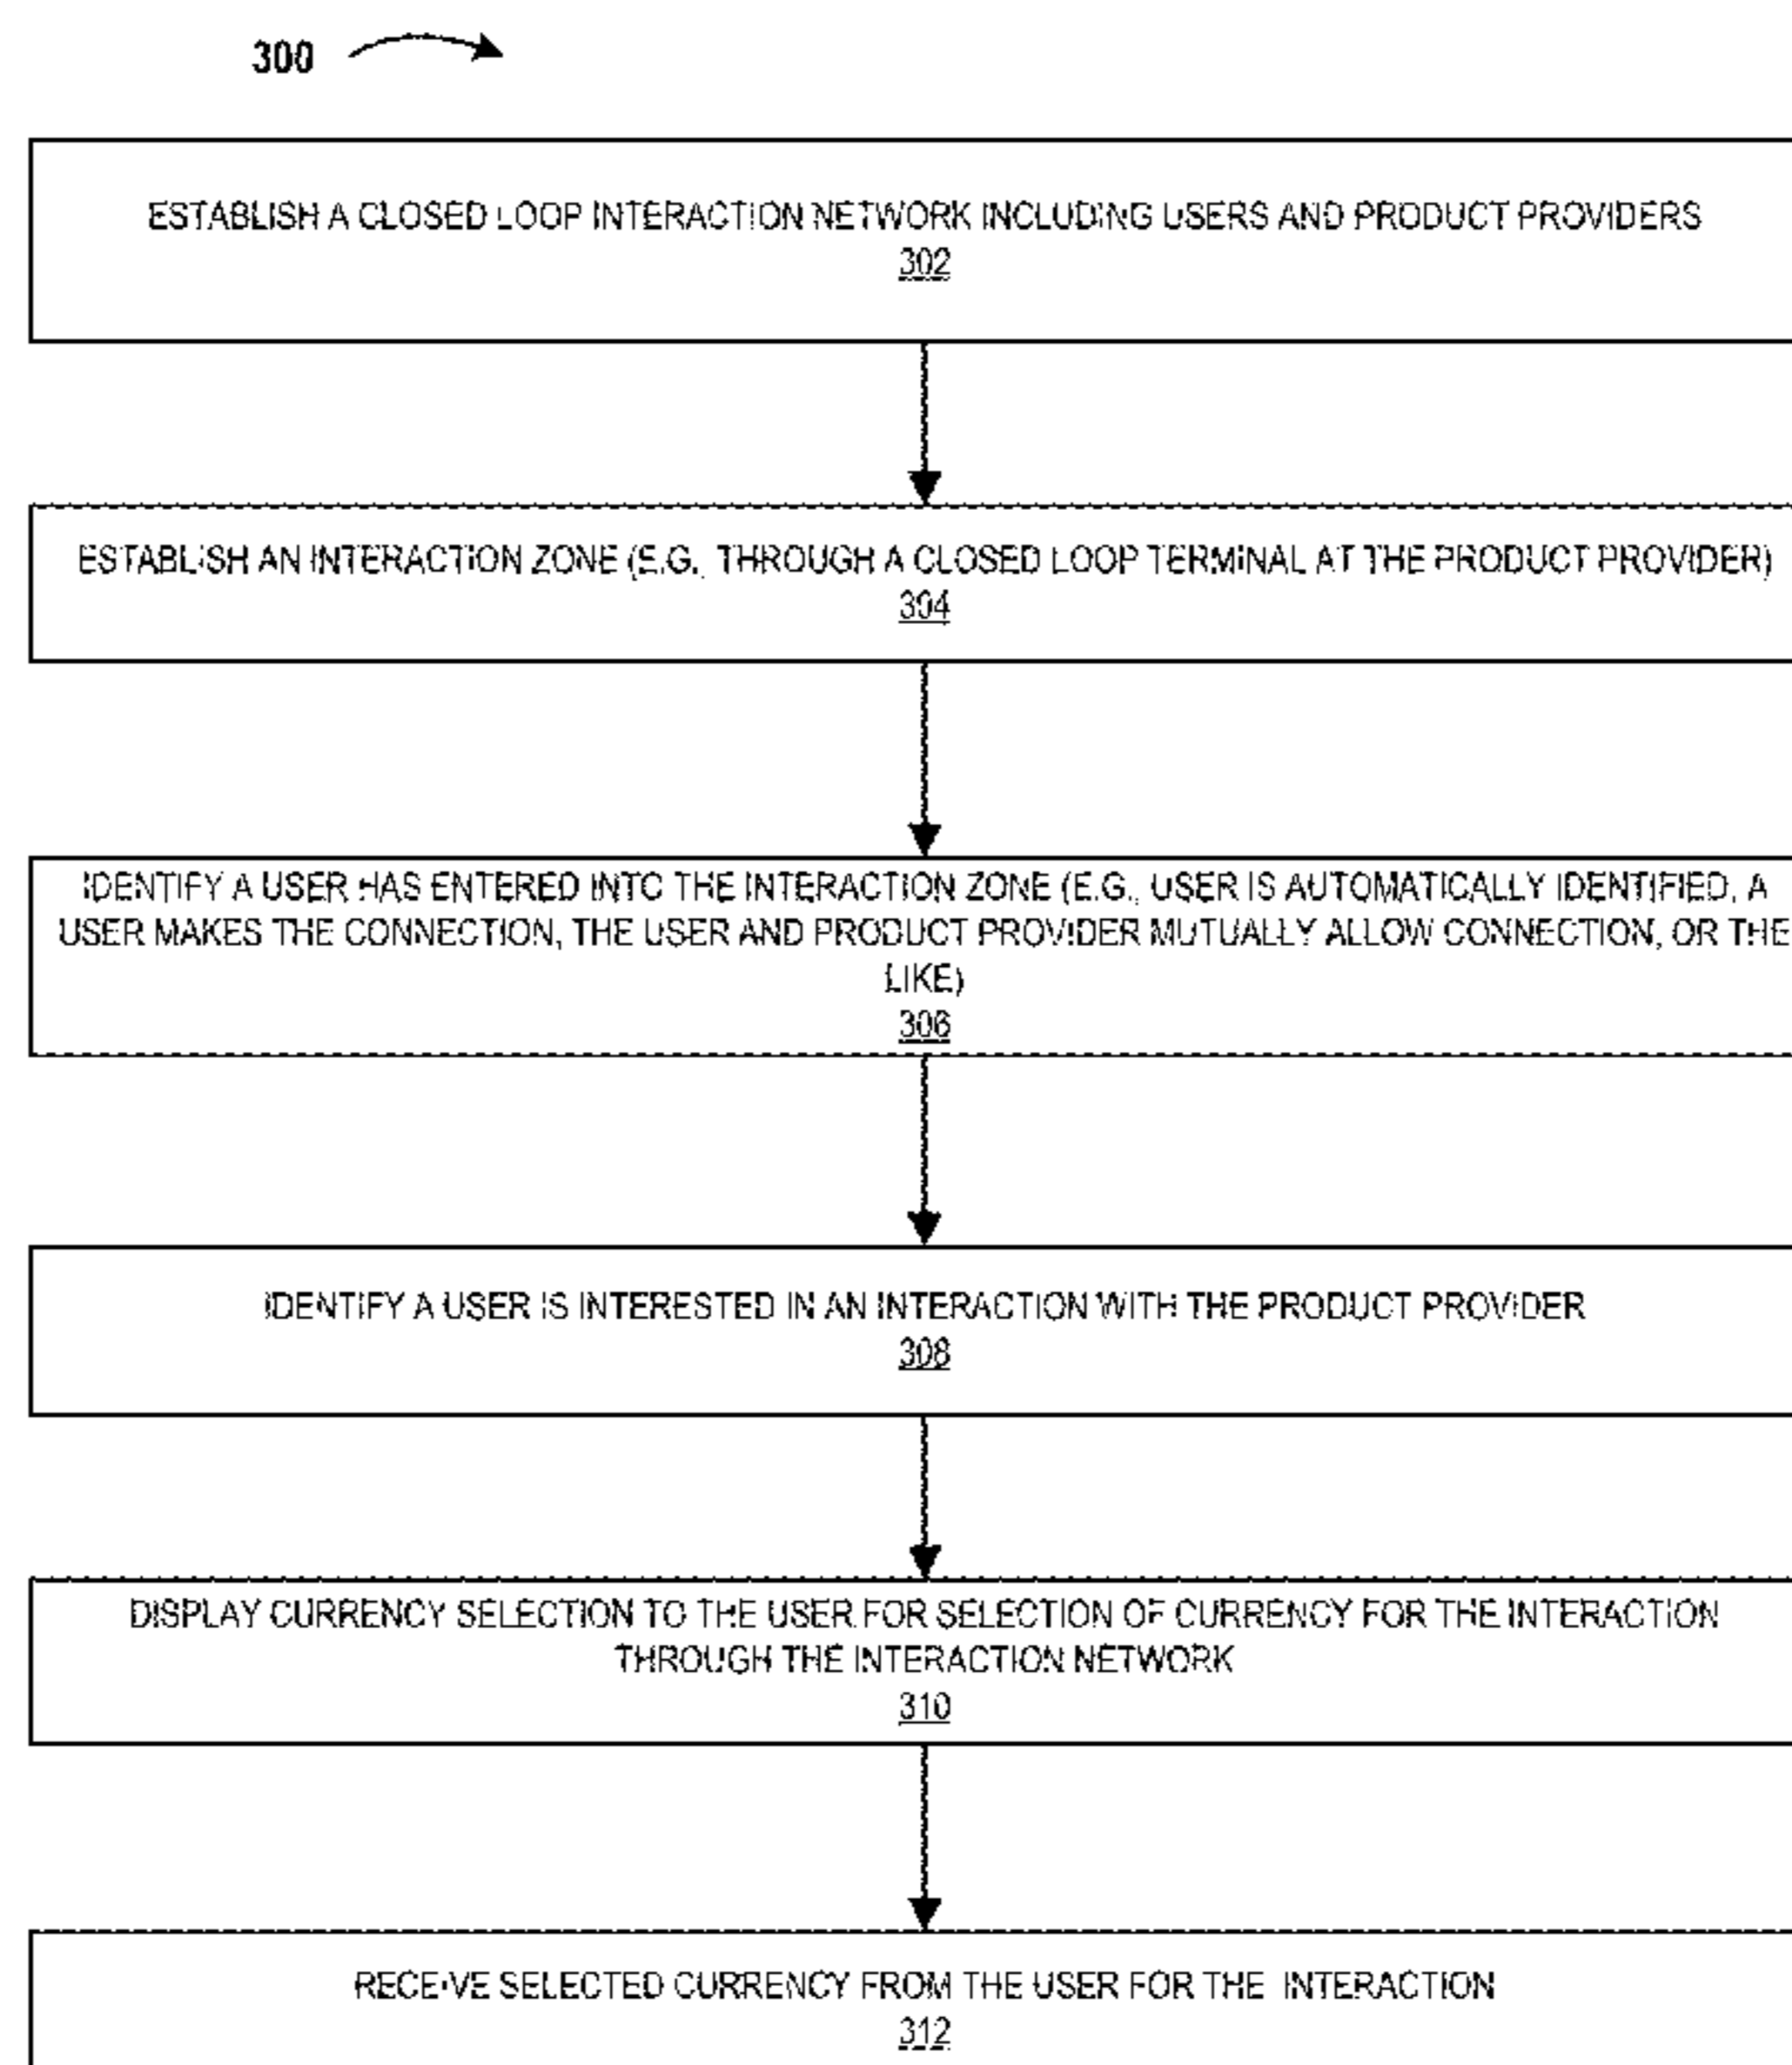 300
ESTABLISH A CLOSED LOOP INTERACTION NETWORK INCLUDING USERS AND PRODUCT PROVIDERS
302
ESTABLISH AN INTERACTION ZONE (E.G., THROUGH A CLOSED LOOP TERMINAL AT THE PRODUCT PROVIDER)
304
IDENTIFY A USER HAS ENTERED INTO THE INTERACTION ZONE (E.G., USER IS AUTOMATICALLY IDENTIFIED, A
USER MAKES THE CONNECTION, THE USER AND PRODUCT PROVIDER MUTUALLY ALLOW CONNECTION, OR THE
LIKE)
306
IDENTIFY A USER IS INTERESTED IN AN INTERACTION WITH THE PRODUCT PROVIDER
308
DISPLAY CURRENCY SELECTION TO THE USER FOR SELECTION OF CURRENCY FOR THE INTERACTION
THROUGH THE INTERACTION NETWORK
310
RECEIVE SELECTED CURRENCY FROM THE USER FOR THE INTERACTION
312